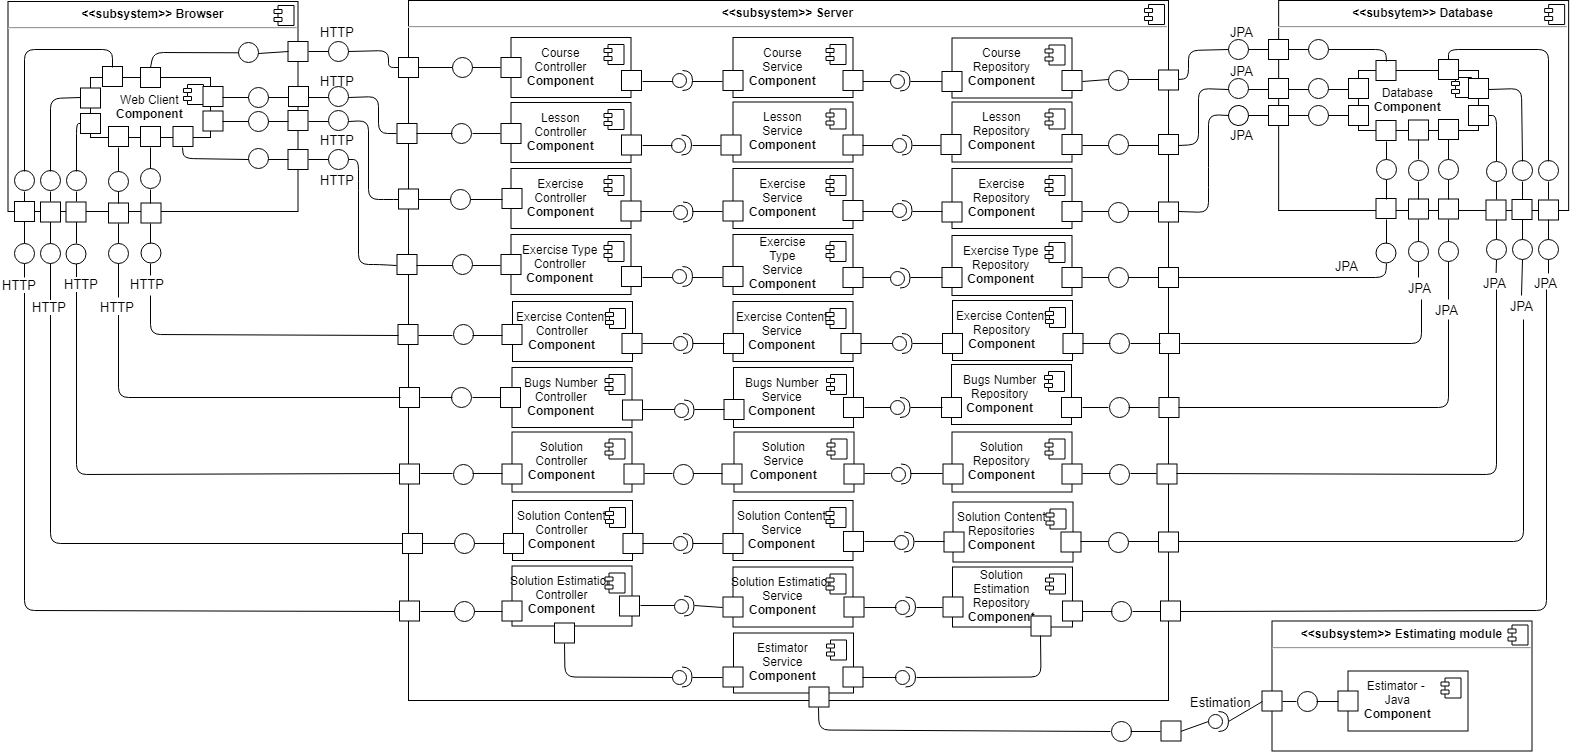 <<subsystem>> Browser
<<subsystem>> Server
<<subsytem>> Database
HTTP
HTTP
HTTP
HTTP
Web Client
Component
HTTP
HTTP
HTTP
HTTP
HTTP
Course
Controller
Component
Course
Service
Component
Course
Repository
Component
Lesson
Controller
Component
Lesson
Service
Component
Lesson
Repository
Component
Exercise
Controller
Component
Exercise
Service
Component
Exercise
Repository
Component
Exercise Type
Controller
Component
Exercise
Type
Service
Component
Exercise Type
Repository
Component
Exercise Content
Controller
Component
Exercise Content
Service
Component
Exercise Content
Repository
Component
Bugs Number
Controller
Component
Bugs Number
Service
Component
Bugs Number
Repository
Component
Solution
Controller
Component
Solution
Service
Component
Solution
Repository
Component
Solution Content
Controller
Component
Solution Content
Service
Component
Solution Content
Repositories
Component
Solution Estimatio
Controller
Component
Solution Estimatio
Service
Component
Solution
Estimation
Repository
Component
Estimator
Service
Component
JPA
JPA
JPA
Database
Component
JPA
JPA
JPA
JPA
JPA
JPA
<<subsystem>> Estimating module
Estimation
Estimator -
Java
Component